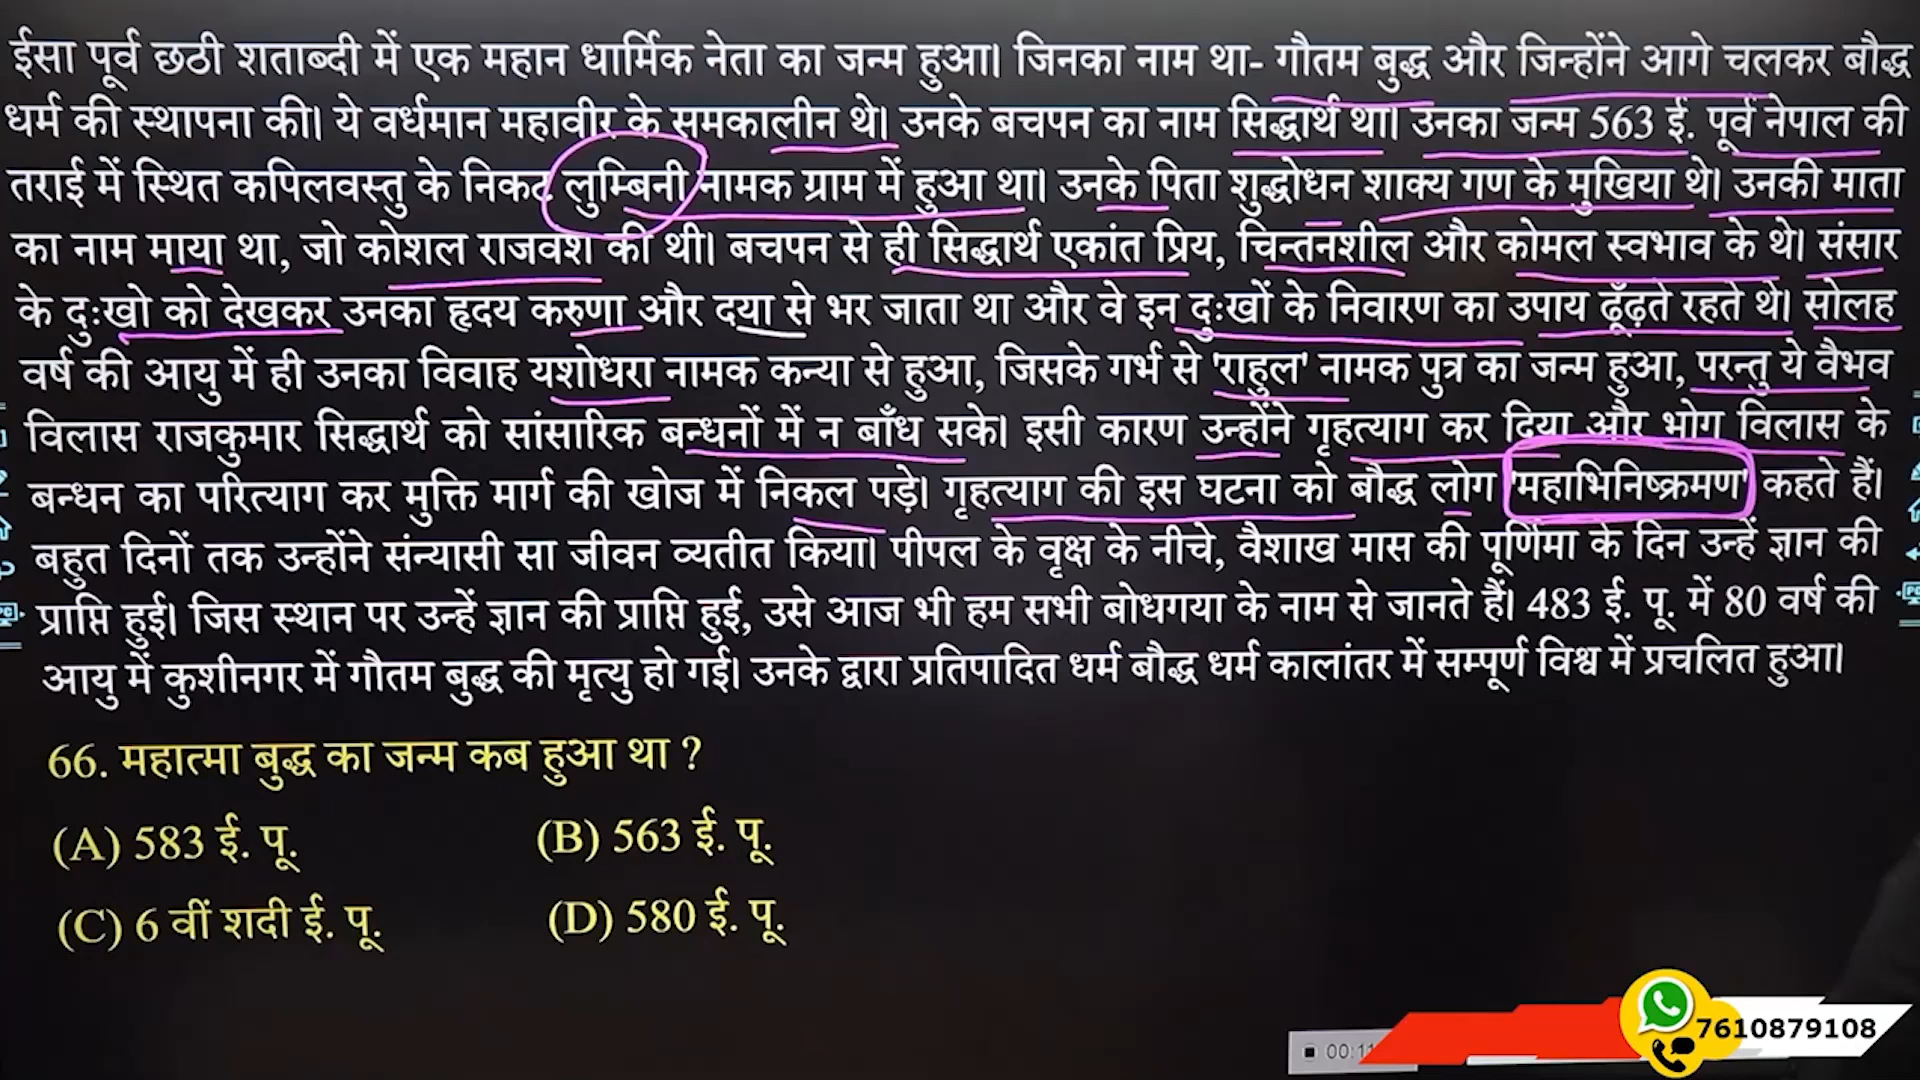 ईसा पूर्व छठी शताब्दी में एक महान धार्मिक नेता का जन्म हुआ। जिनका नाम था- गौतम बुद्ध और जिन्होंने आगे चलकर बौद्ध
धर्म की स्थापना की। ये वर्धमान महावीर के समकालीन थे। उनके बचपन का नाम सिद्धार्थ था। उनका जन्म 563 ई. पूर्व नेपाल की
तराई में स्थित कपिलवस्तु के निकट लुम्बिनी नामक ग्राम में हुआ था। उनके पिता शुद्धोधन शाक्य गण के मुखिया थे। उनकी माता
का नाम माया था, जो कोशल राजवंश की थी। बचपन से ही सिद्धार्थ एकांत प्रिय, चिन्तनशील और कोमल स्वभाव के थे। संसार
के दुःखो को देखकर उनका हृदय करुणा और दया से भर जाता था और वे इन दुःखों के निवारण का उपाय ढूँढ़ते रहते थे। सोलह
वर्ष की आयु में ही उनका विवाह यशोधरा नामक कन्या से हुआ, जिसके गर्भ से 'राहुल' नामक पुत्र का जन्म हुआ, परन्तु ये वैभव
विलास राजकुमार सिद्धार्थ को सांसारिक बन्धनों में न बाँध सके। इसी कारण उन्होंने गृहत्याग कर दिया और भोग विलास के
बन्धन का परित्याग कर मुक्ति मार्ग की खोज में निकल पड़े। गृहत्याग की इस घटना को बौद्ध लोग 'महाभिनिष्क्रमण' कहते हैं।
बहुत दिनों तक उन्होंने संन्यासी सा जीवन व्यतीत किया। पीपल के वृक्ष के नीचे, वैशाख मास की पूर्णिमा के दिन उन्हें ज्ञान की
प्राप्ति हुई। जिस स्थान पर उन्हें ज्ञान की प्राप्ति हुई, उसे आज भी हम सभी बोधगया के नाम से जानते हैं। 483 ई. पू. में 80 वर्ष की
आयु में कुशीनगर में गौतम बुद्ध की मृत्यु हो गई। उनके द्वारा प्रतिपादित धर्म बौद्ध धर्म कालांतर में सम्पूर्ण विश्व में प्रचलित हुआ।
66. महात्मा बुद्ध का जन्म कब हुआ था ?
(A) 583 ई. पू. (B) 563 ई. पू.
(C) 6 वीं शदी ई. पू. (D) 580 ई. पू.
7610879108